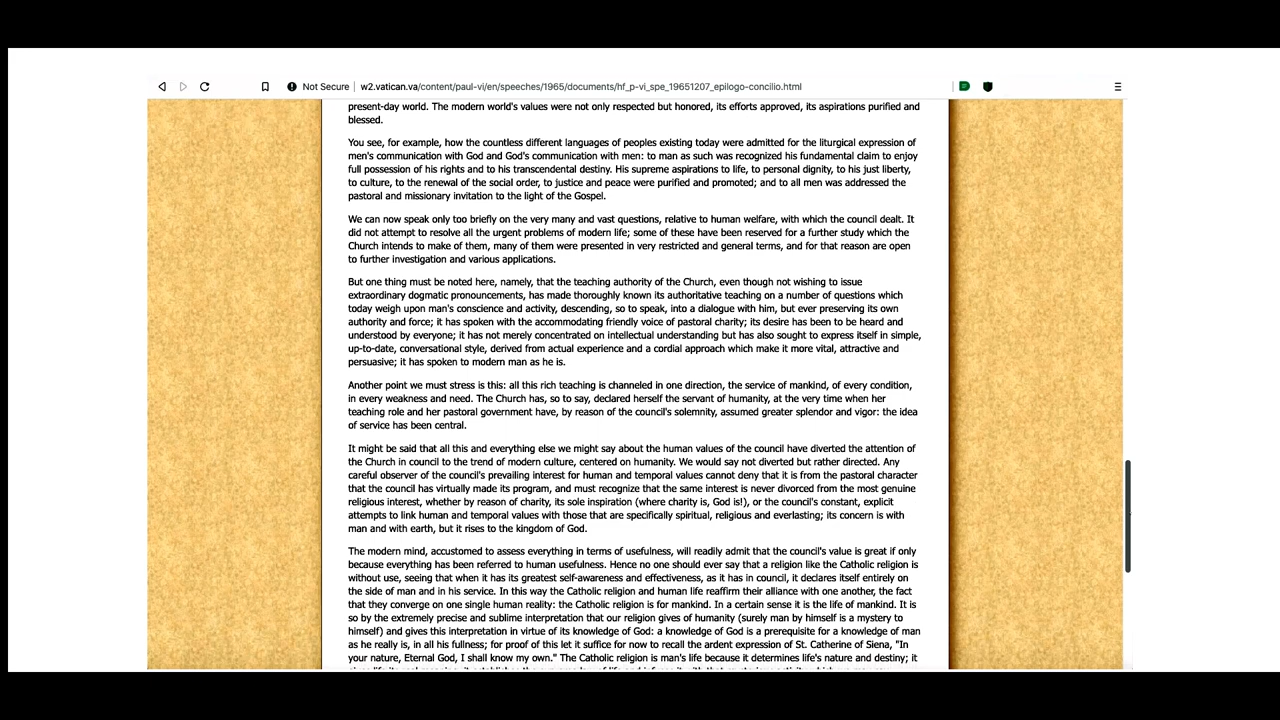 Not Secure | w2.vatican.va/content/paul-vi/en/speeches/1965/documents/hf_p-vi_spe_19651207_epilogo-concilio.html
present-day world. The modern world's values were not only respected but honored, its efforts approved, its aspirations purified and
blessed.
You see, for example, how the countless different languages of peoples existing today were admitted for the liturgical expression of
men's communication with God and God's communication with men: to man as such was recognized his fundamental claim to enjoy
full possession of his rights and to his transcendental destiny. His supreme aspirations to life, to personal dignity, to his just liberty,
to culture, to the renewal of the social order, to justice and peace were purified and promoted; and to all men was addressed the
pastoral and missionary invitation to the light of the Gospel.
We can now speak only too briefly on the very many and vast questions, relative to human welfare, with which the council dealt. It
did not attempt to resolve all the urgent problems of modern life; some of these have been reserved for a further study which the
Church intends to make of them, many of them were presented in very restricted and general terms, and for that reason are open
to further investigation and various applications.
But one thing must be noted here, namely, that the teaching authority of the Church, even though not wishing to issue
extraordinary dogmatic pronouncements, has made thoroughly known its authoritative teaching on a number of questions which
today weigh upon man's conscience and activity, descending, so to speak, into a dialogue with him, but ever preserving its own
authority and force; it has spoken with the accommodating friendly voice of pastoral charity; its desire has been to be heard and
understood by everyone; it has not merely concentrated on intellectual understanding but has also sought to express itself in simple,
up-to-date, conversational style, derived from actual experience and a cordial approach which make it more vital, attractive and
persuasive; it has spoken to modern man as he is.
Another point we must stress is this: all this rich teaching is channeled in one direction, the service of mankind, of every condition,
in every weakness and need. The Church has, so to say, declared herself the servant of humanity, at the very time when her
teaching role and her pastoral government have, by reason of the council's solemnity, assumed greater splendor and vigor: the idea
of service has been central.
It might be said that all this and everything else we might say about the human values of the council have diverted the attention of
the Church in council to the trend of modern culture, centered on humanity. We would say not diverted but rather directed. Any
careful observer of the council's prevailing interest for human and temporal values cannot deny that it is from the pastoral character
that the council has virtually made its program, and must recognize that the same interest is never divorced from the most genuine
religious interest, whether by reason of charity, its sole inspiration (where charity is, God is!), or the council's constant, explicit
attempts to link human and temporal values with those that are specifically spiritual, religious and everlasting; its concern is with
man and with earth, but it rises to the kingdom of God.
The modern mind, accustomed to assess everything in terms of usefulness, will readily admit that the council's value is great if only
because everything has been referred to human usefulness. Hence no one should ever say that a religion like the Catholic religion is
without use, seeing that when it has its greatest self-awareness and effectiveness, as it has in council, it declares itself entirely on
the side of man and in his service. In this way the Catholic religion and human life reaffirm their alliance with one another, the fact
that they converge on one single human reality: the Catholic religion is for mankind. In a certain sense it is the life of mankind. It is
so by the extremely precise and sublime interpretation that our religion gives of humanity (surely man by himself is a mystery to
himself) and gives this interpretation in virtue of its knowledge of God: a knowledge of God is a prerequisite for a knowledge of man
as he really is, in all his fullness; for proof of this let it suffice for now to recall the ardent expression of St. Catherine of Siena, "In
your nature, Eternal God, I shall know my own." The Catholic religion is man's life because it determines life's nature and destiny; it